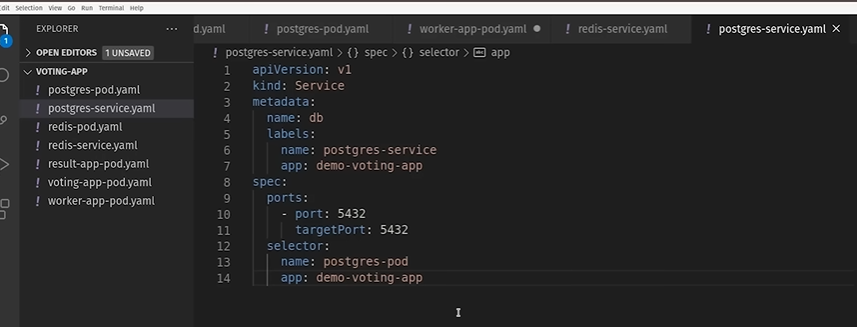 dit Selection View Go Run Terminal Help
EXPLORER ···
OPEN EDITORS 1 UNSAVED
VOTING-APP
! postgres-pod.yaml
! postgres-service.yaml
! redis-pod.yaml
! redis-service.yaml
! result-app-pod.yaml
! voting-app-pod.yaml
! worker-app-pod.yaml
1
d.yaml ! postgres-pod.yaml ! worker-app-pod.yaml ! redis-service.yaml ! postgres-service.yaml
! postgres-service.yaml > {} spec > {} selector > abc app
1 apiVersion: v1
2 kind: Service
3 metadata:
4 name: db
5 labels:
6 name: postgres-service
7 app: demo-voting-app
8 spec:
9 ports:
10 - port: 5432
11 targetPort: 5432
12 selector:
13 name: postgres-pod
14 app: demo-voting-app